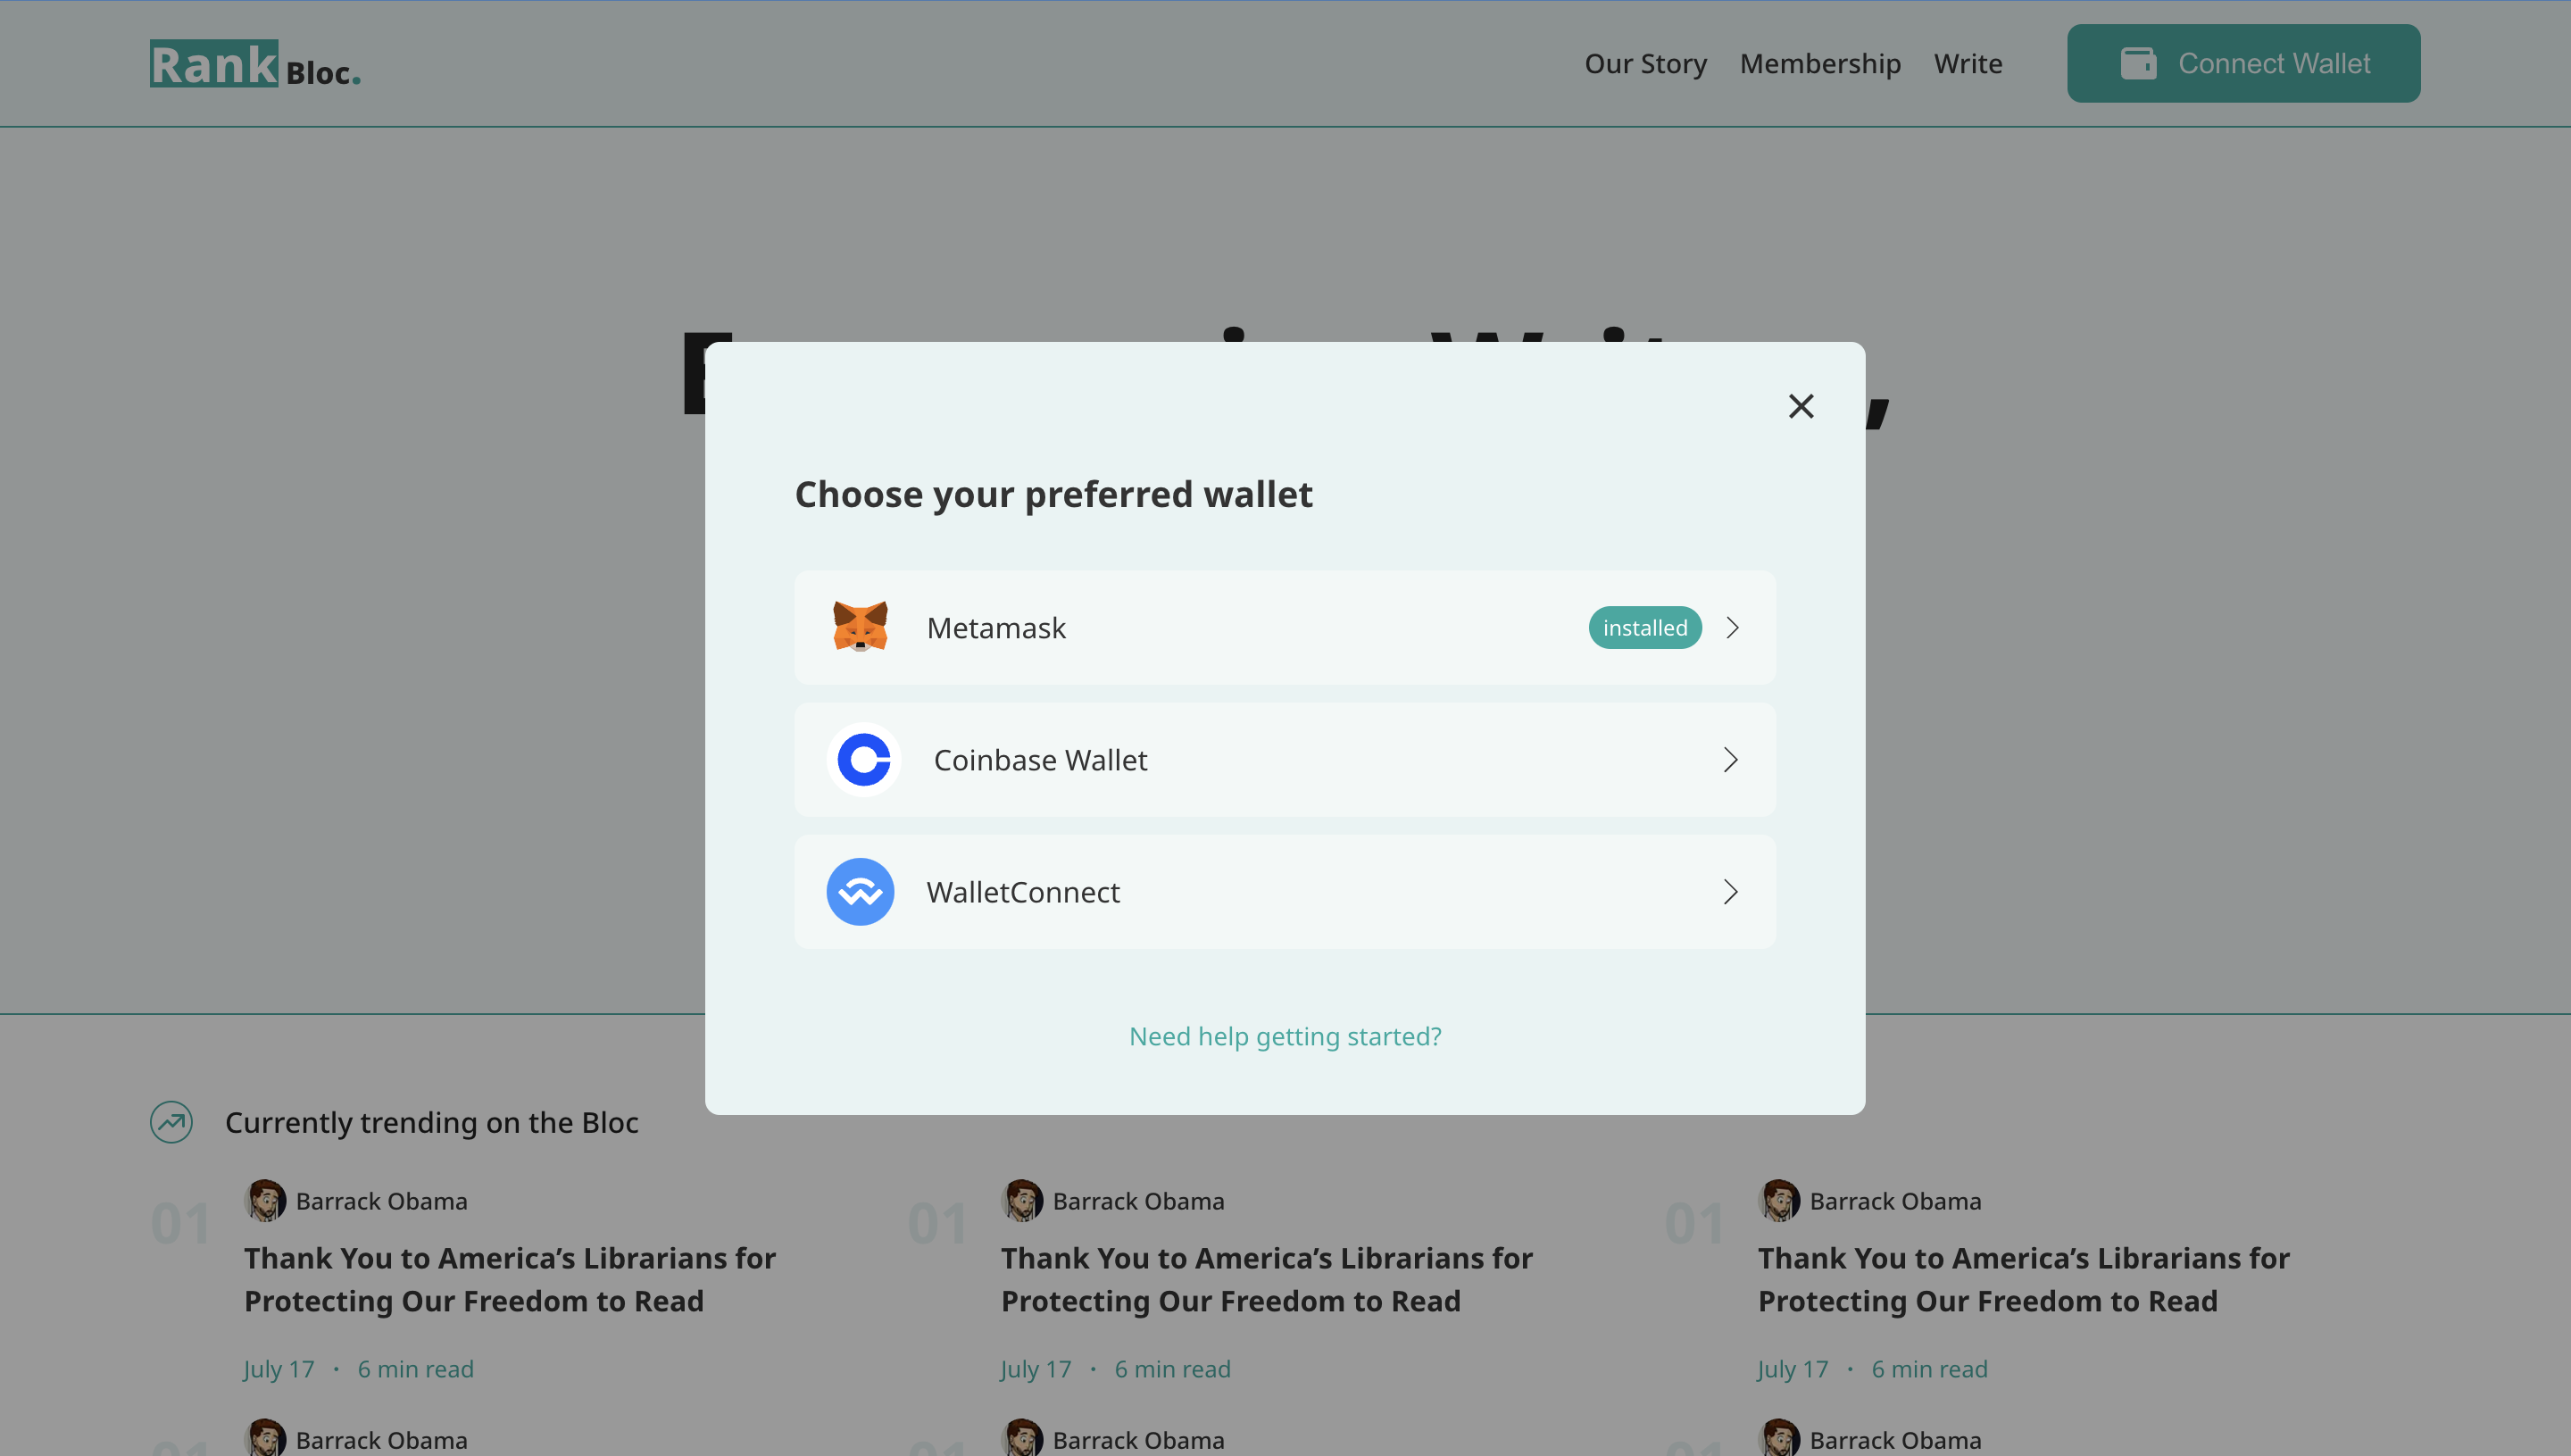 Rank Bloc.
Our Story
Membership
Write
Connect Wallet
Choose your preferred wallet
Metamask
installed
Coinbase Wallet
WalletConnect
Need help getting started?
Currently trending on the Bloc
01
Barrack Obama
Thank You to America’s Librarians for
Protecting Our Freedom to Read
July 17 · 6 min read
01
Barrack Obama
Thank You to America’s Librarians for
Protecting Our Freedom to Read
July 17 · 6 min read
01
Barrack Obama
Thank You to America’s Librarians for
Protecting Our Freedom to Read
July 17 · 6 min read
01
Barrack Obama
01
Barrack Obama
01
Barrack Obama